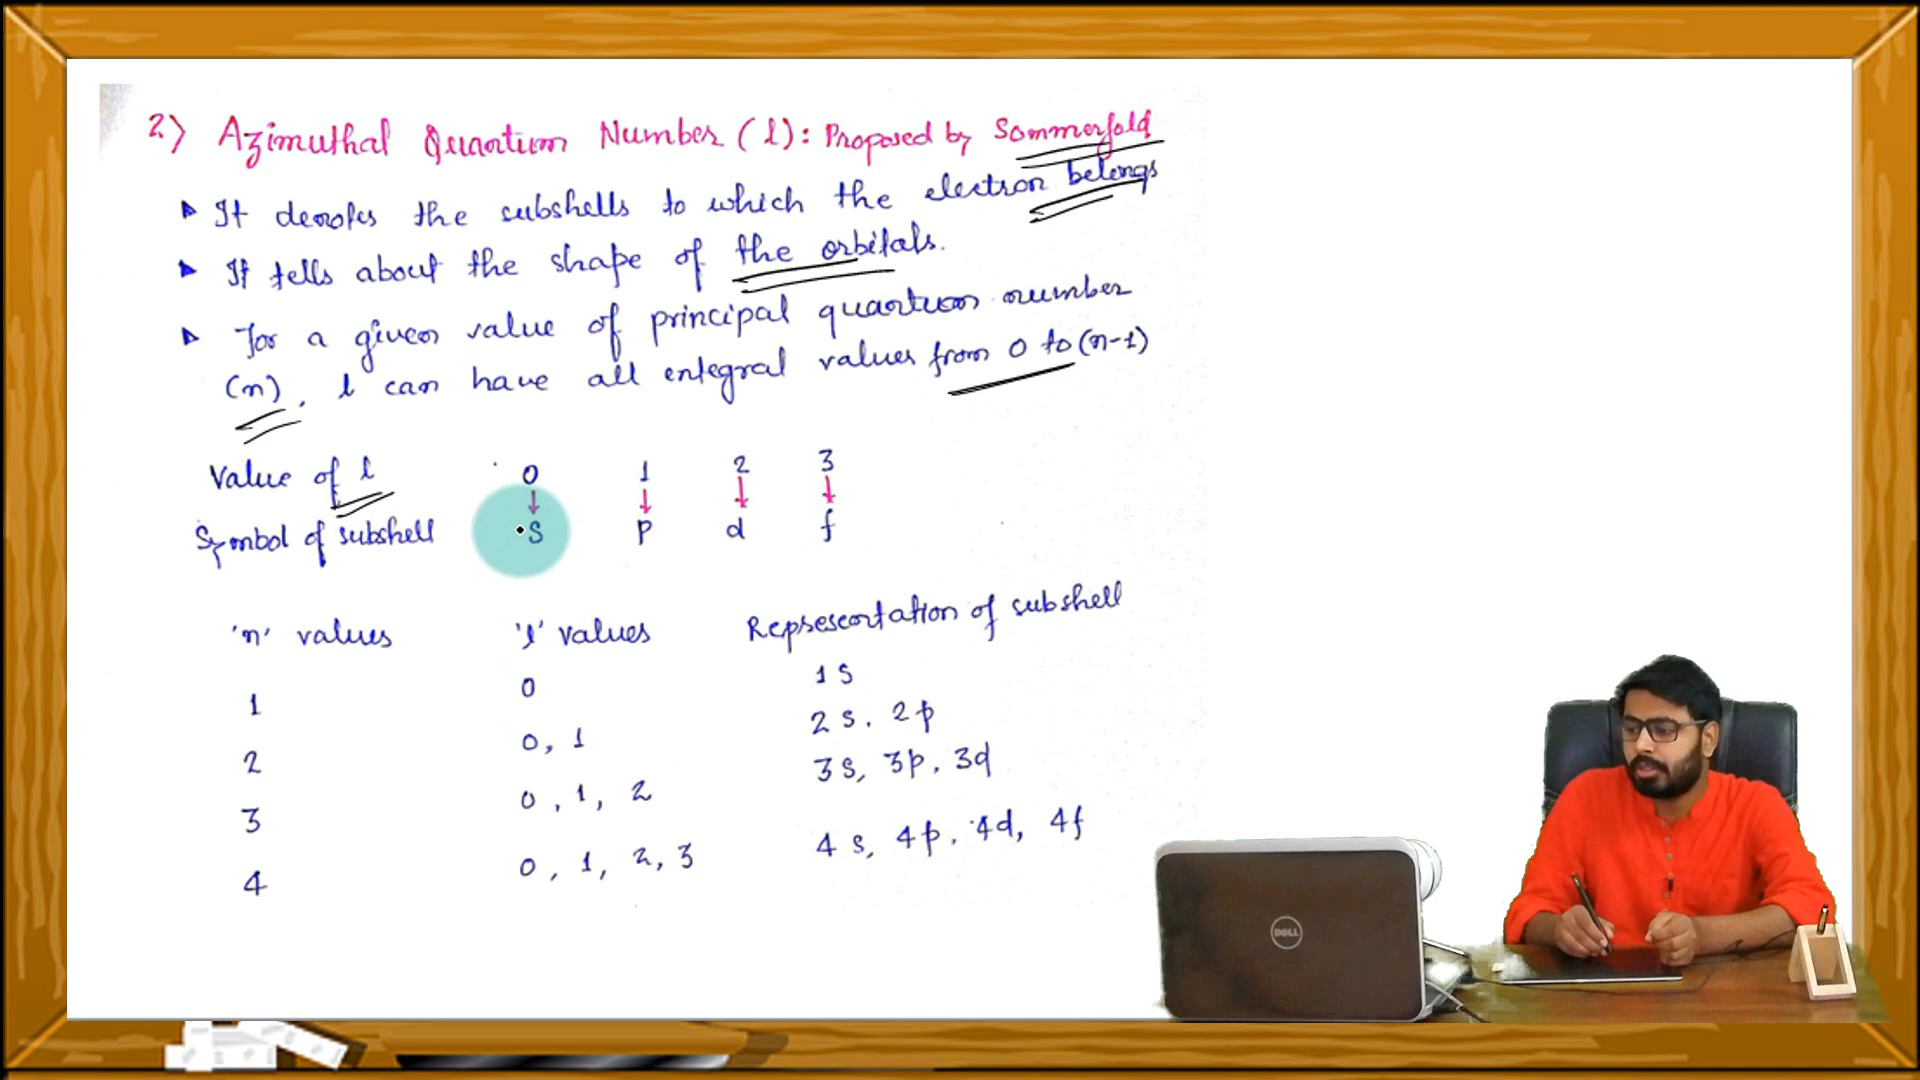 2) Azimuthal Quantum Number (l): Proposed by Sommerfold
It denotes the subshells to which the electron belongs
It tells about the shape of the orbitals.
For a given value of principal quantum number
(n), l can have all integral values from 0 to (n-1)
Value of l 0 1 2 3
Symbol of subshell S p d f
'n' values 'l' values Representation of subshell
1 0 1s
2 0, 1 2s, 2p
3 0, 1, 2 3s, 3p, 3d
4 0, 1, 2, 3 4s, 4p, 4d, 4f
DELL